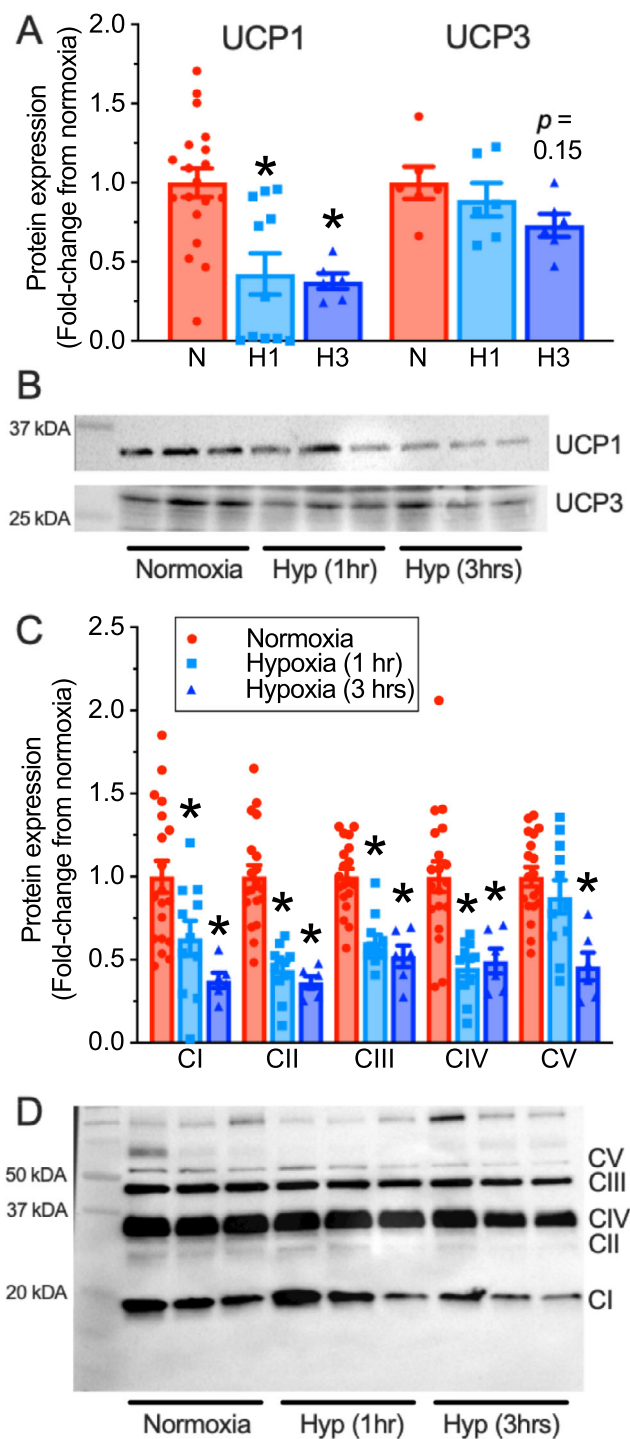 A
UCP1
UCP3
Protein expression
(Fold-change from normoxia)
2.0
1.5
1.0
0.5
0.0
*
*
p =
0.15
N
H1
H3
N
H1
H3
B
37 kDA
UCP1
25 kDA
UCP3
Normoxia
Hyp (1hr)
Hyp (3hrs)
C
Protein expression
(Fold-change from normoxia)
2.5
2.0
1.5
1.0
0.5
0.0
Normoxia
Hypoxia (1 hr)
Hypoxia (3 hrs)
*
*
*
*
*
*
*
*
*
CI
CII
CIII
CIV
CV
D
50 kDA
37 kDA
20 kDA
CV
CIII
CIV
CII
CI
Normoxia
Hyp (1hr)
Hyp (3hrs)